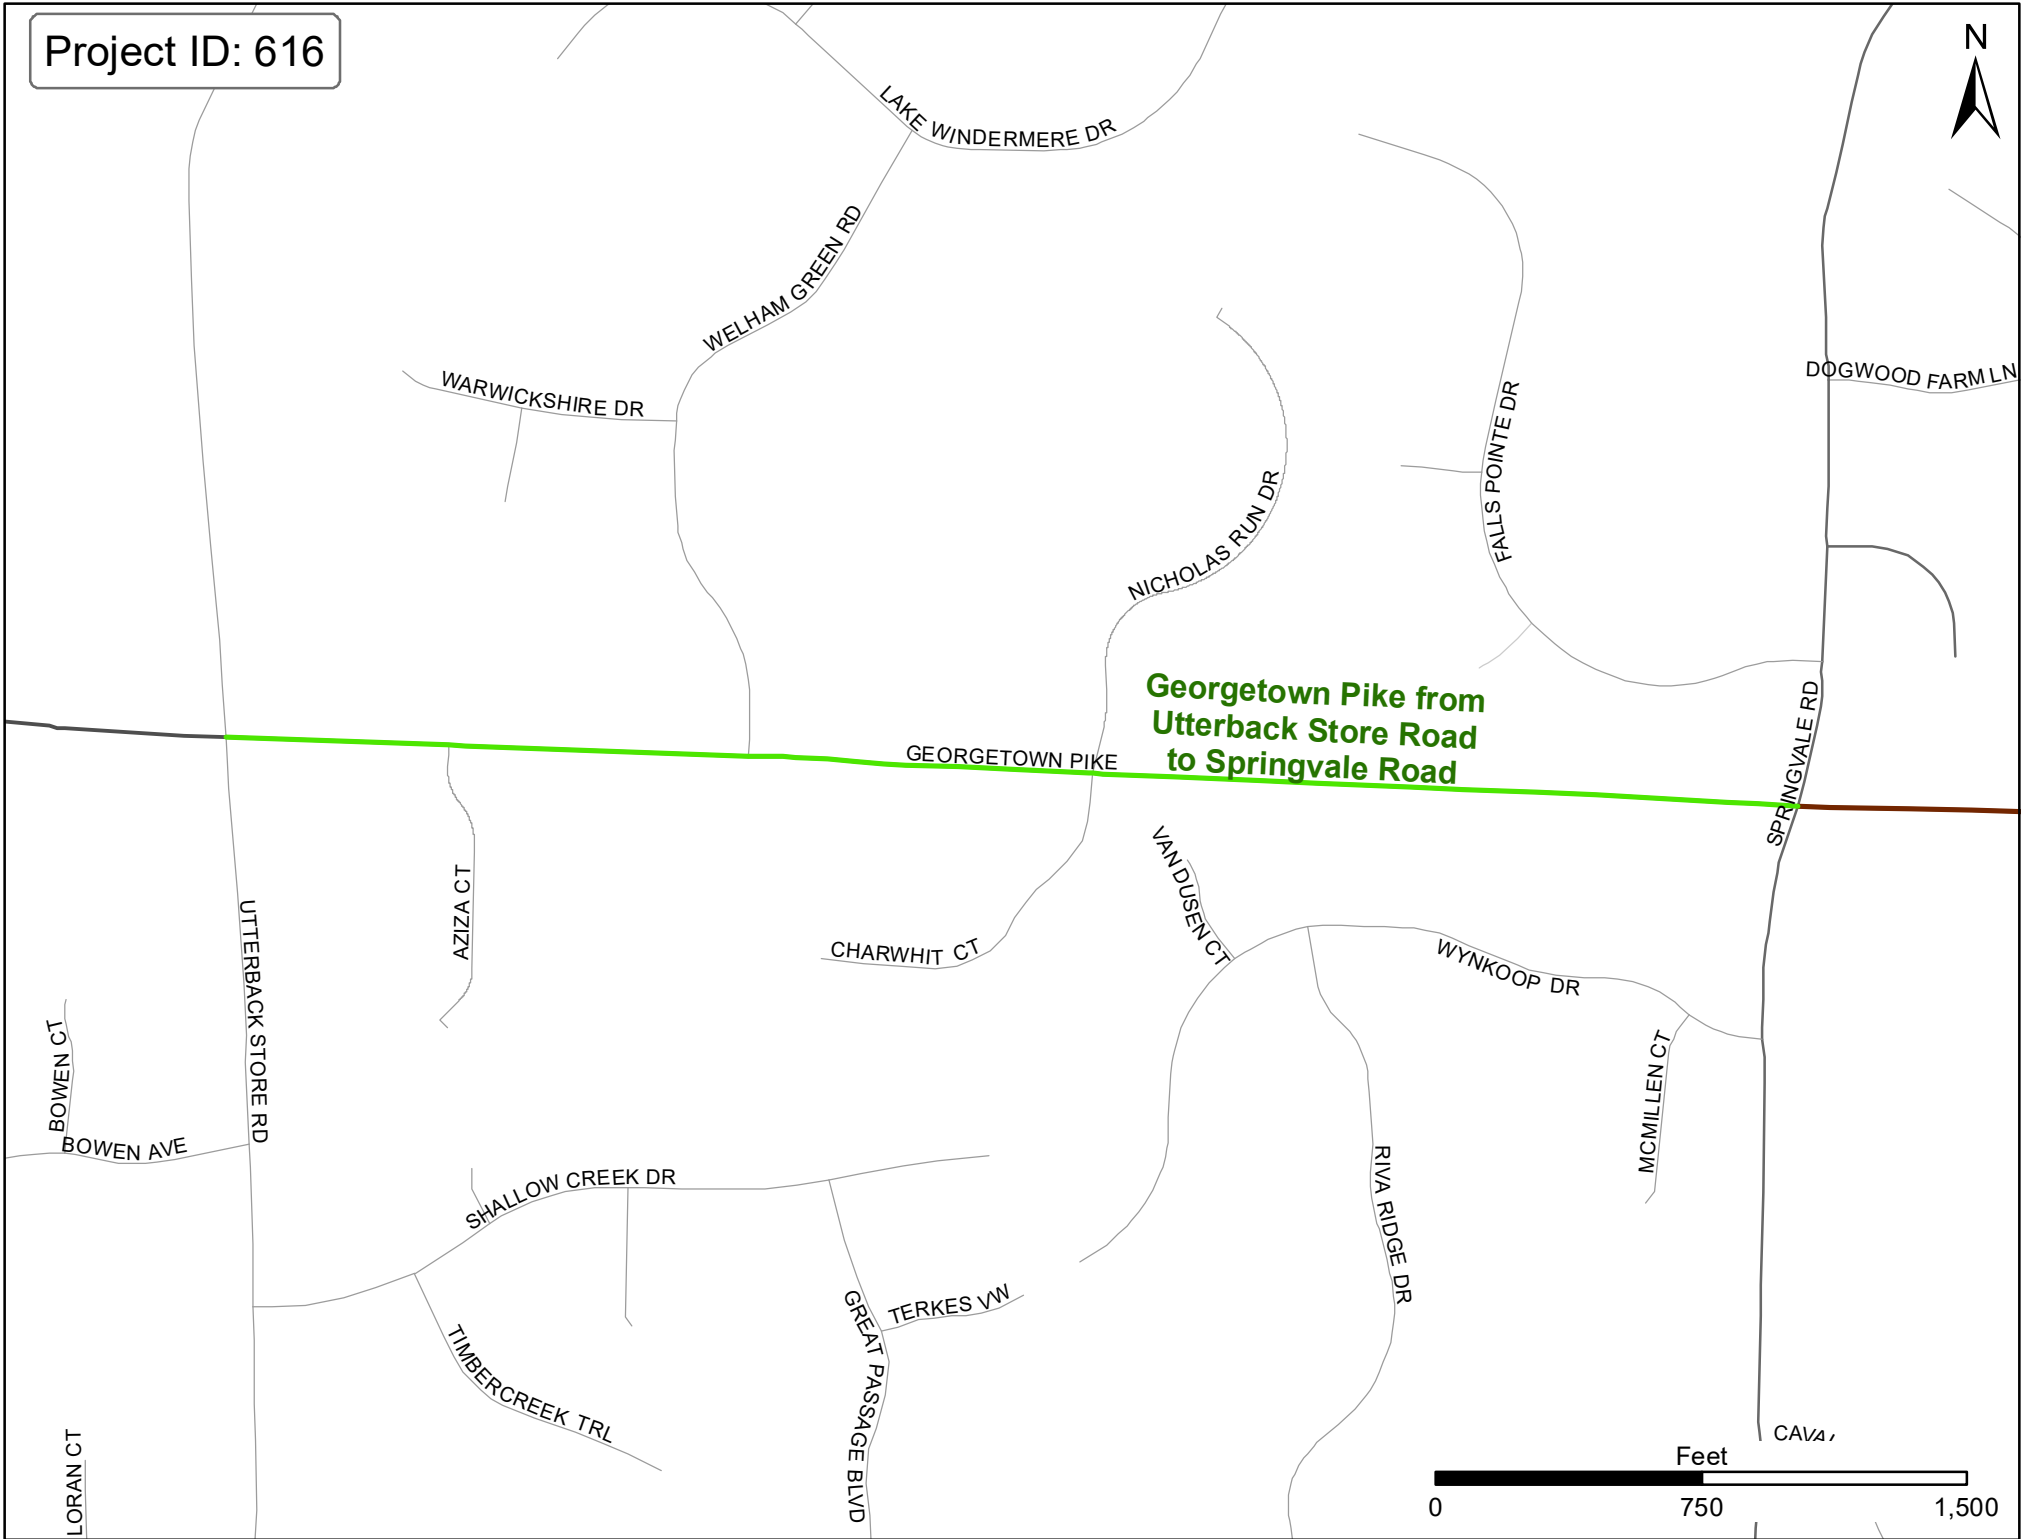 Project ID: 616
N
LAKE WINDERMERE DR
WELHAM GREEN RD
WARWICKSHIRE DR
DOGWOOD FARM LN
FALLS POINTE DR
NICHOLAS RUN DR
Georgetown Pike from
Utterback Store Road
to Springvale Road
GEORGETOWN PIKE
SPRINGVALE RD
VANDUSEN CT
AZIZA CT
UTTERBACK STORE RD
CHARWHIT CT
WYNKOOP DR
BOWEN CT
MCMILLEN CT
BOWEN AVE
SHALLOW CREEK DR
RIVA RIDGE DR
GREAT PASSAGE BLVD
TERKES VW
TIMBERCREEK TRL
LORAN CT
Feet
0 750 1,500